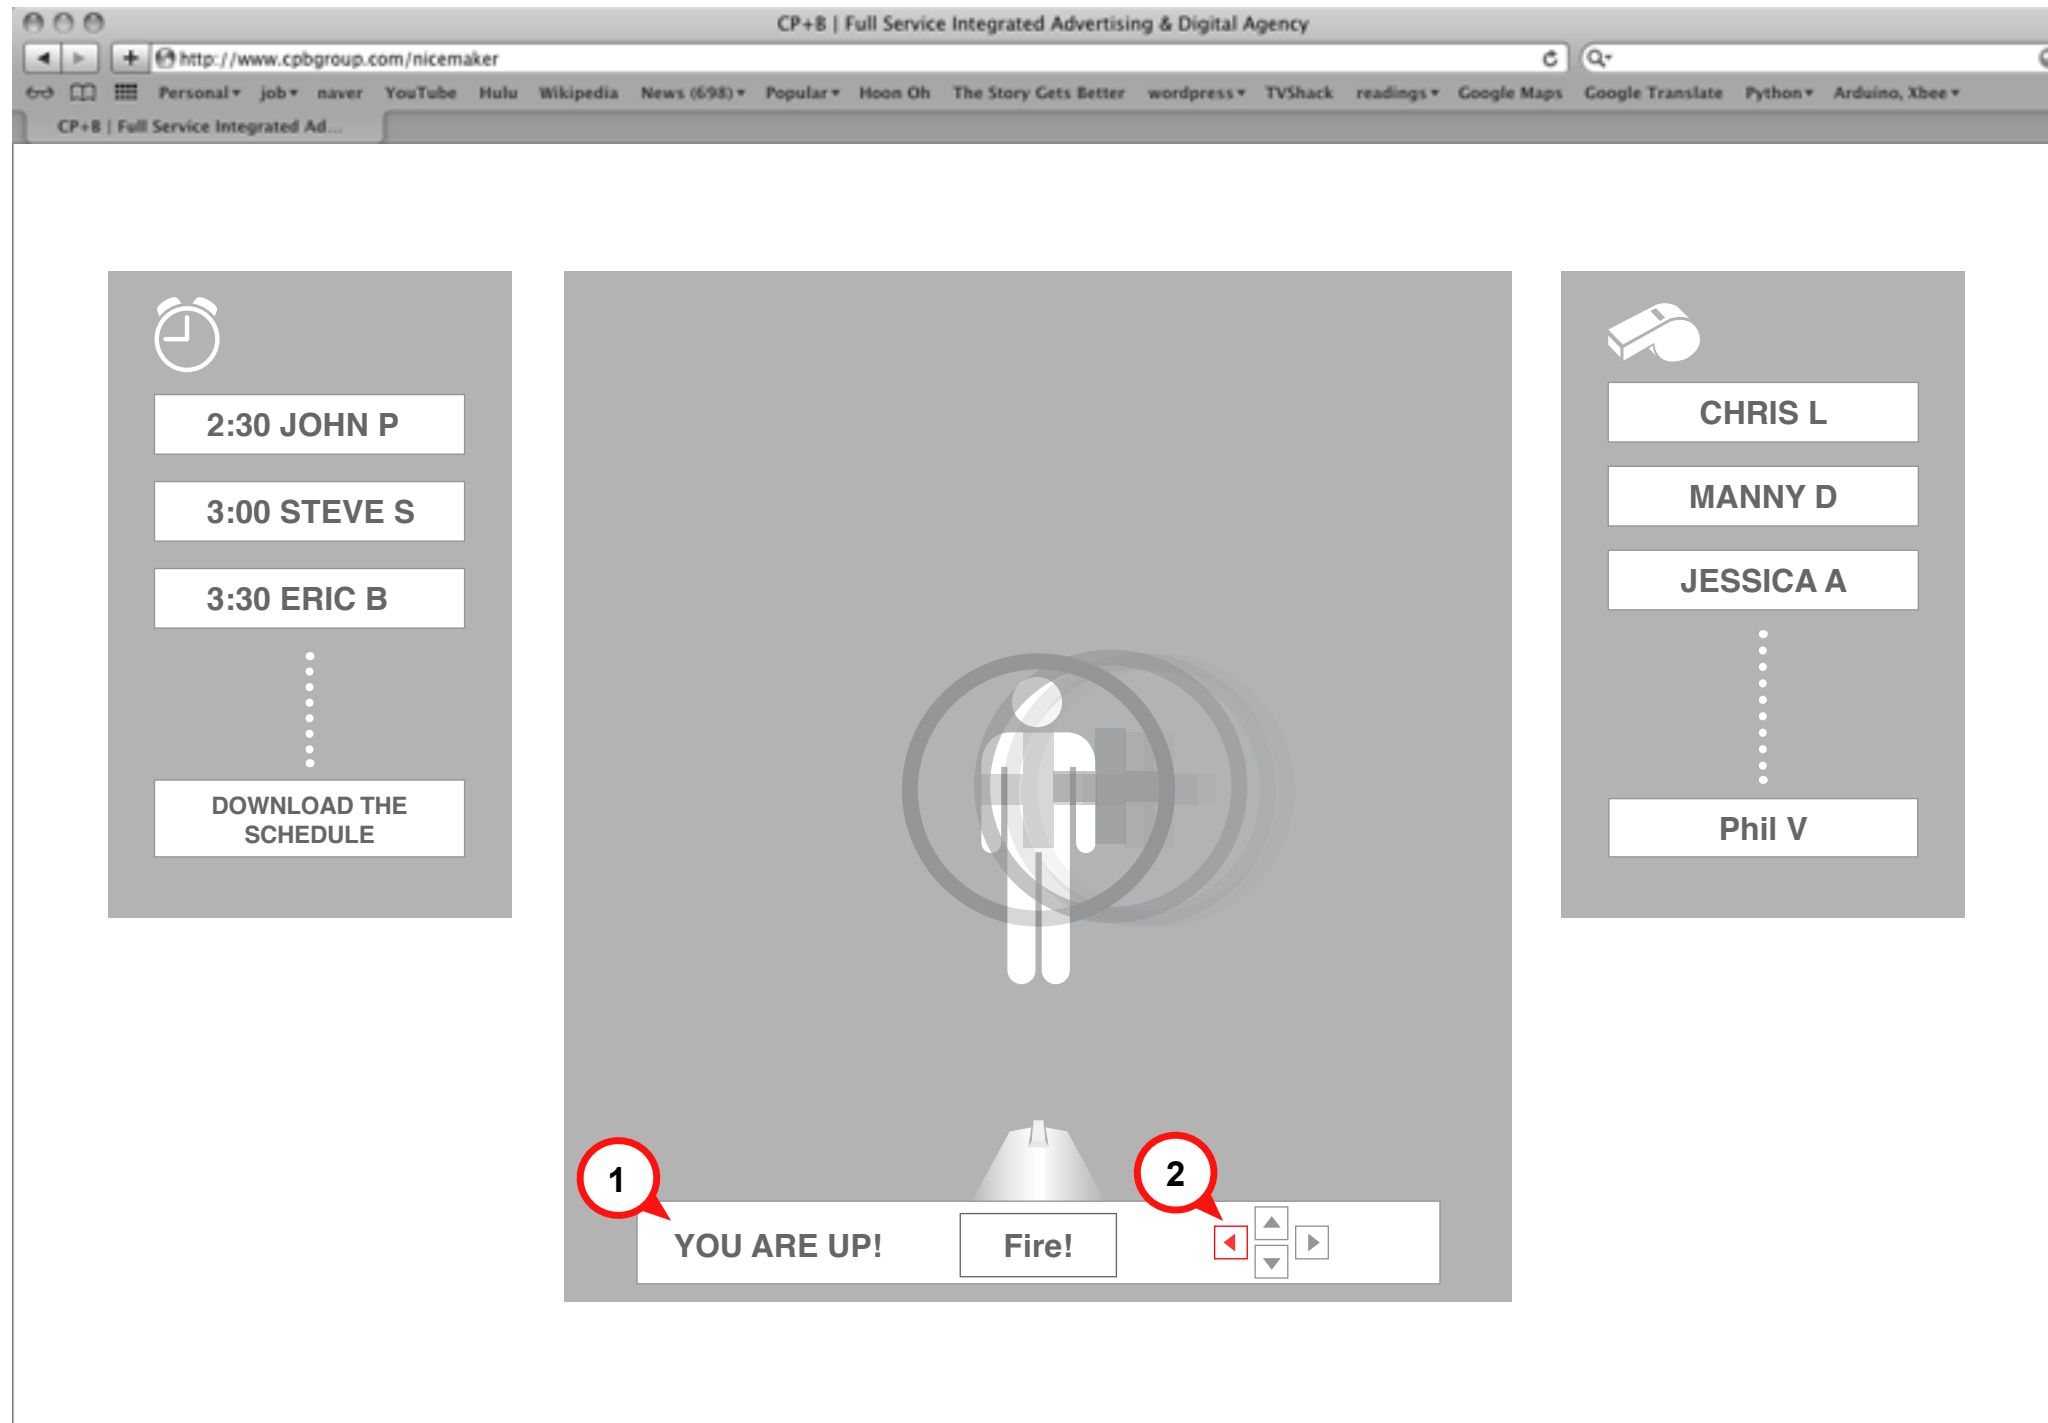 CP+B | Full Service Integrated Advertising & Digital Agency
http://www.cpbgroup.com/nicemaker
Personal job naver YouTube Hulu Wikipedia News (698) Popular Hoon Oh The Story Gets Better wordpress TVShack readings Google Maps Google Translate Python Arduino, Xbee
CP+B | Full Service Integrated Ad...
2:30 JOHN P
3:00 STEVE S
3:30 ERIC B
DOWNLOAD THE
SCHEDULE
CHRIS L
MANNY D
JESSICA A
Phil V
1
2
YOU ARE UP!
Fire!